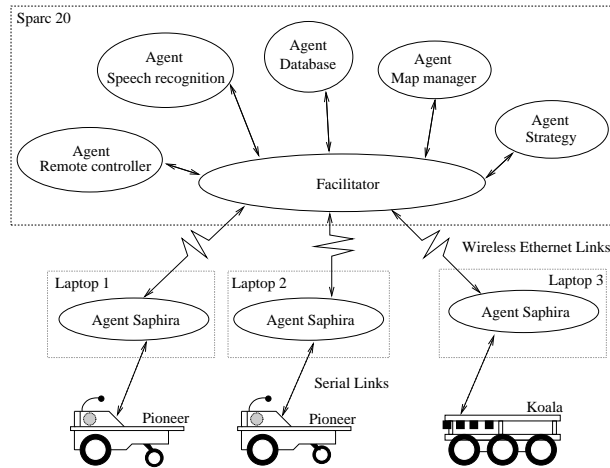 Sparc 20
Agent
Speech recognition
Agent
Database
Agent
Map manager
Agent
Remote controller
Agent
Strategy
Facilitator
Wireless Ethernet Links
Laptop 1
Laptop 2
Laptop 3
Agent Saphira
Agent Saphira
Agent Saphira
Serial Links
Pioneer
Pioneer
Koala